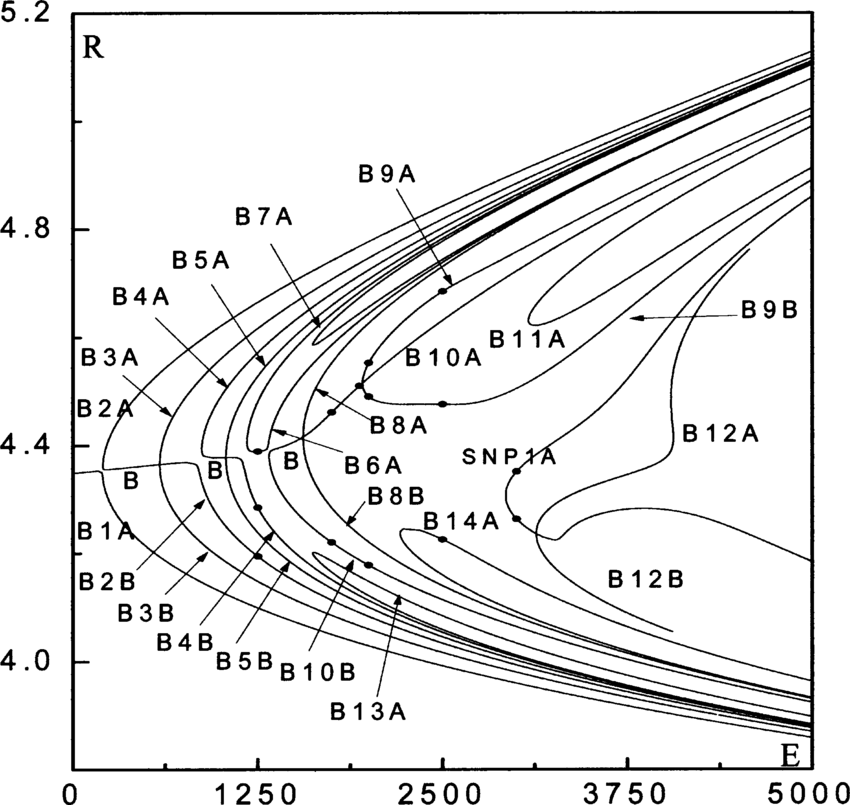 5.2
R
B9A
B7A
4.8
B5A
B4A
B9B
B11A
B3A
B10A
B2A
B8A
B12A
4.4
B
B
B
B6A
SNP1A
B8B
B1A
B14A
B2B
B12B
B3B
B4B
B5B
4.0
B10B
B13A
E
0
1250
2500
3750
5000